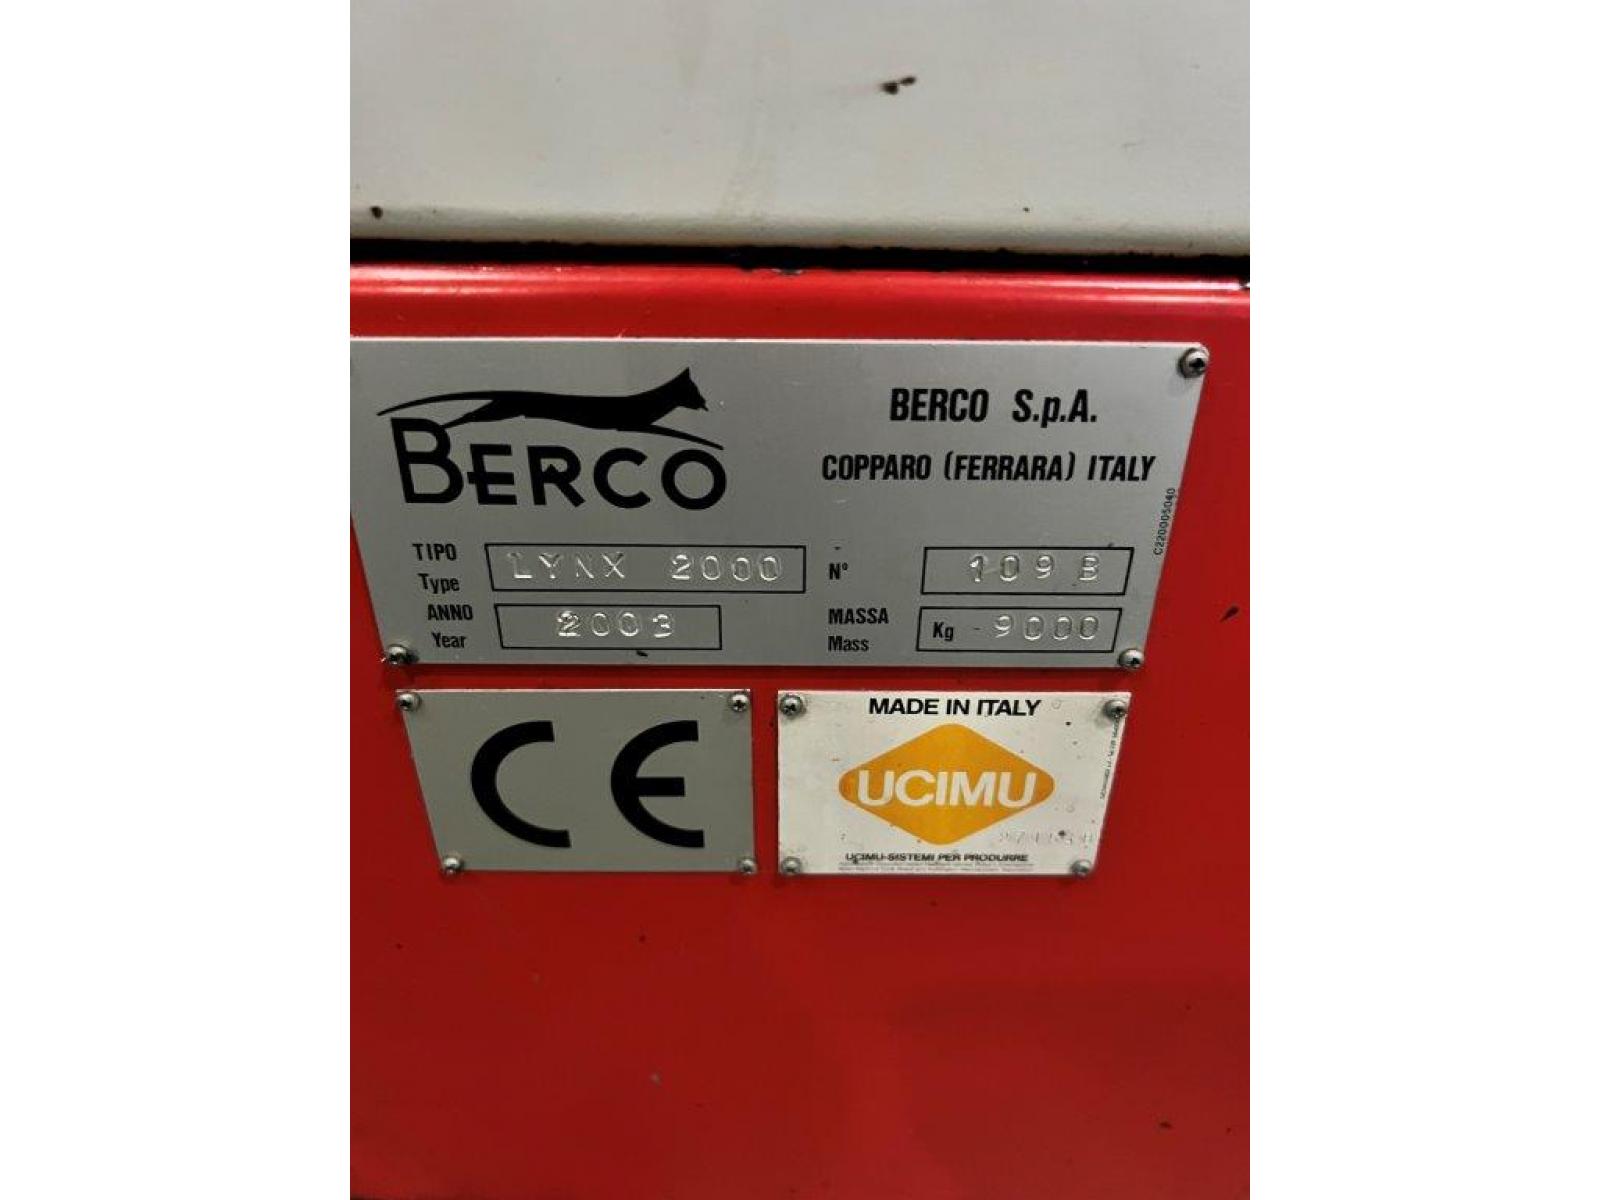 BERCO
BERCO S.p.A.
COPPARO (FERRARA) ITALY
C220005040
TIPO
Type
LYNX 2000
N°
109B
ANNO
Year
2003
MASSA
Mass
Kg 9000
CE
MADE IN ITALY
UCIMU
UCIMU-SISTEMI PER PRODURRE